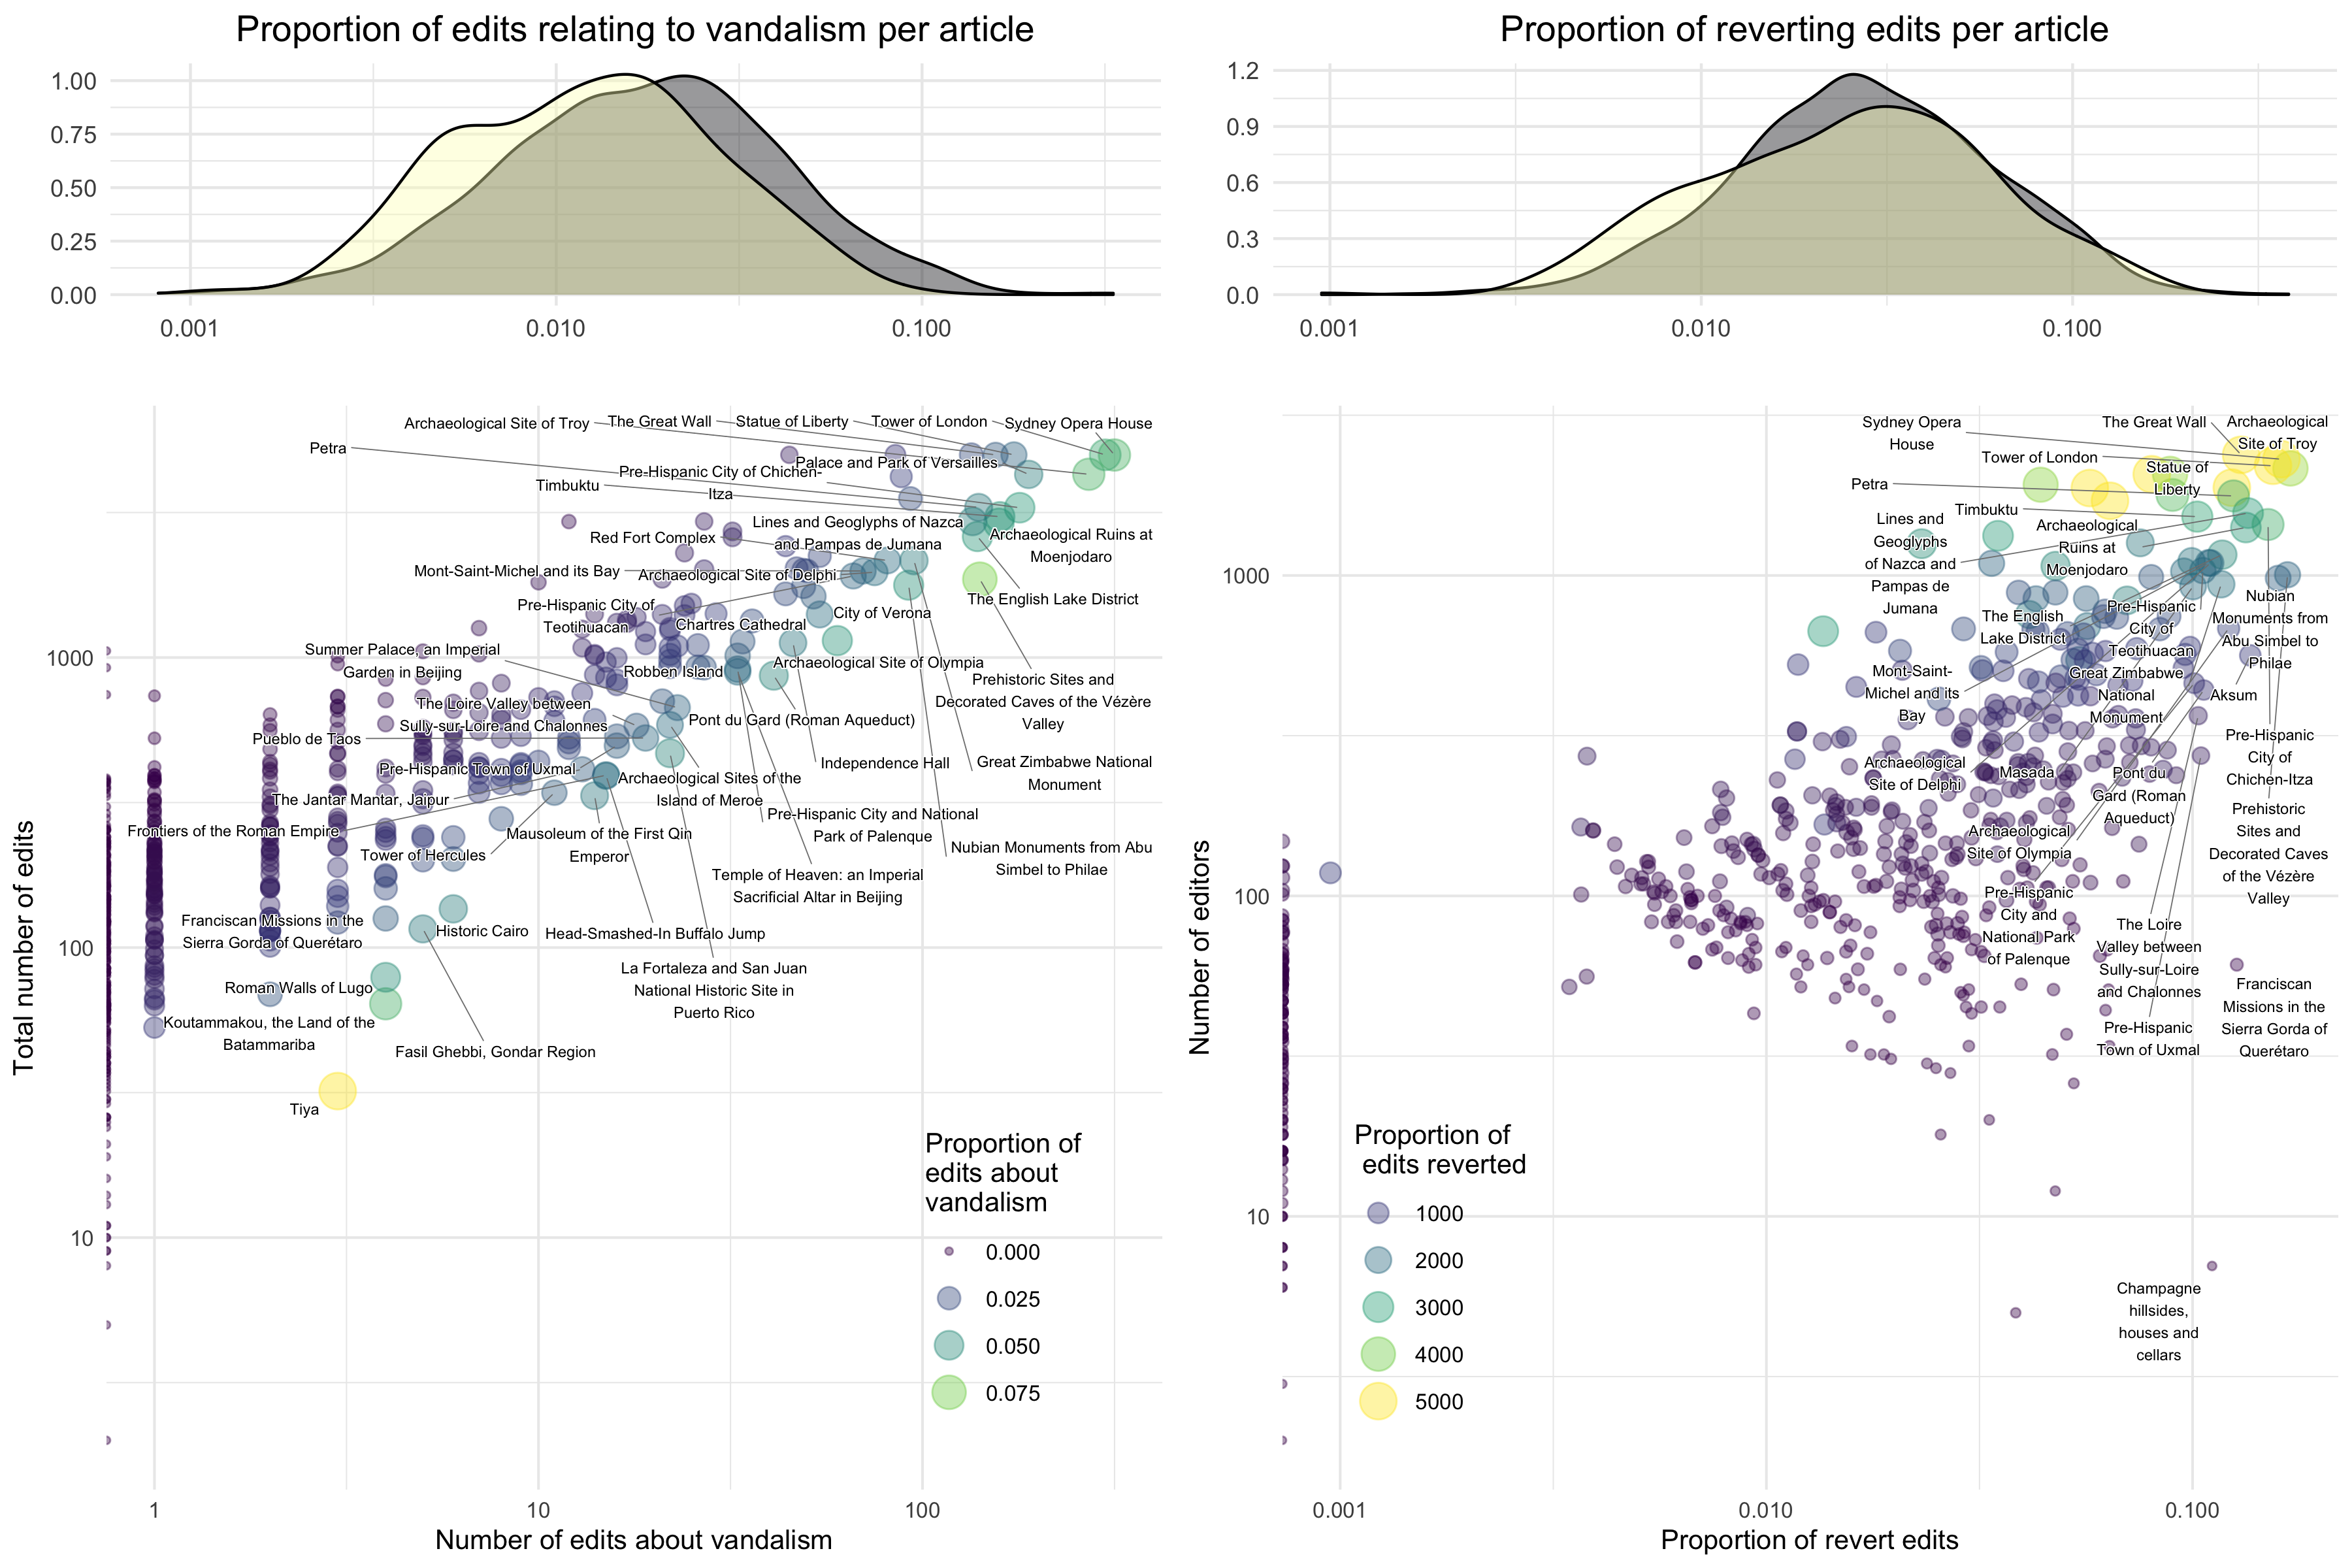 Proportion of edits relating to vandalism per article
1.00
0.75
0.50
0.25
0.00
0.001
0.010
0.100
Proportion of reverting edits per article
1.2
0.9
0.6
0.3
0.0
0.001
0.010
0.100
Total number of edits
1000
100
10
Archaeological Site of Troy
The Great Wall
Statue of Liberty
Tower of London
Sydney Opera House
Petra
Palace and Park of Versailles
Pre-Hispanic City of Chichen-
Itza
Timbuktu
Lines and Geoglyphs of Nazca
and Pampas de Jumana
Red Fort Complex
Archaeological Ruins at
Moenjodaro
Mont-Saint-Michel and its Bay
Archaeological Site of Delphi
The English Lake District
Pre-Hispanic City of
Teotihuacan
City of Verona
Chartres Cathedral
Summer Palace, an Imperial
Garden in Beijing
Robben Island
Archaeological Site of Olympia
Prehistoric Sites and
Decorated Caves of the Vézère
Valley
The Loire Valley between
Sully-sur-Loire and Chalonnes
Pont du Gard (Roman Aqueduct)
Pueblo de Taos
Independence Hall
Great Zimbabwe National
Monument
Pre-Hispanic Town of Uxmal
Archaeological Sites of the
Island of Meroe
The Jantar Mantar, Jaipur
Pre-Hispanic City and National
Park of Palenque
Frontiers of the Roman Empire
Mausoleum of the First Qin
Emperor
Tower of Hercules
Nubian Monuments from Abu
Simbel to Philae
Temple of Heaven: an Imperial
Sacrificial Altar in Beijing
Franciscan Missions in the
Sierra Gorda of Querétaro
Historic Cairo
Head-Smashed-In Buffalo Jump
La Fortaleza and San Juan
National Historic Site in
Puerto Rico
Roman Walls of Lugo
Koutammakou, the Land of the
Batammariba
Fasil Ghebbi, Gondar Region
Tiya
Proportion of
edits about
vandalism
0.000
0.025
0.050
0.075
1
10
100
Number of edits about vandalism
Number of editors
1000
100
10
Sydney Opera
House
The Great Wall
Archaeological
Site of Troy
Tower of London
Statue of
Liberty
Petra
Timbuktu
Lines and
Geoglyphs
of Nazca and
Pampas de
Jumana
Archaeological
Ruins at
Moenjodaro
The English
Lake District
Pre-Hispanic
City of
Teotihuacan
Nubian
Monuments from
Abu Simbel to
Philae
Mont-Saint-
Michel and its
Bay
Great Zimbabwe
National
Monument
Aksum
Archaeological
Site of Delphi
Masada
Pont du
Gard (Roman
Aqueduct)
Pre-Hispanic
City of
Chichen-Itza
Archaeological
Site of Olympia
Prehistoric
Sites and
Decorated Caves
of the Vézère
Valley
Pre-Hispanic
City and
National Park
of Palenque
The Loire
Valley between
Sully-sur-Loire
and Chalonnes
Franciscan
Missions in the
Sierra Gorda of
Querétaro
Pre-Hispanic
Town of Uxmal
Champagne
hillsides,
houses and
cellars
Proportion of
edits reverted
1000
2000
3000
4000
5000
0.001
0.010
0.100
Proportion of revert edits